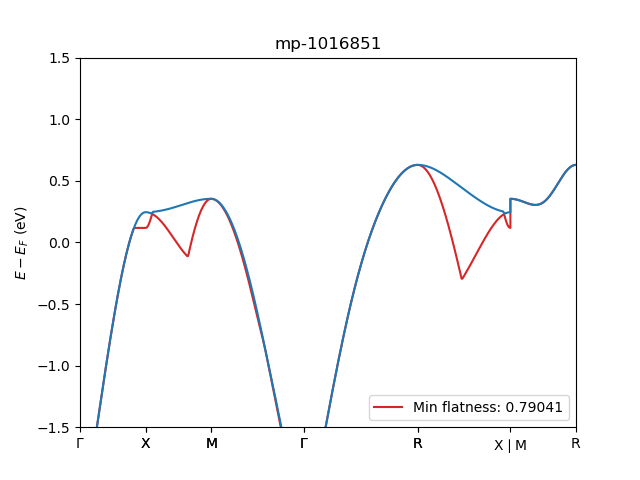 mp-1016851
1.5
1.0
0.5
0.0
−0.5
−1.0
−1.5
E − E_F (eV)
Min flatness: 0.79041
Γ X M Γ R X | M R